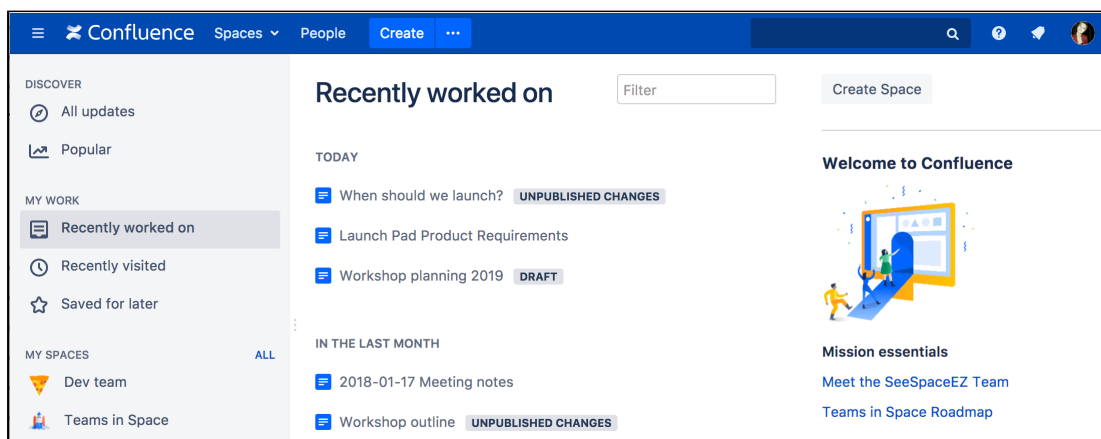 Confluence Spaces People Create ...
DISCOVER
All updates
Popular
MY WORK
Recently worked on
Recently visited
Saved for later
MY SPACES ALL
Dev team
Teams in Space
Recently worked on Filter
TODAY
When should we launch? UNPUBLISHED CHANGES
Launch Pad Product Requirements
Workshop planning 2019 DRAFT
IN THE LAST MONTH
2018-01-17 Meeting notes
Workshop outline UNPUBLISHED CHANGES
Create Space
Welcome to Confluence
Mission essentials
Meet the SeeSpaceEZ Team
Teams in Space Roadmap